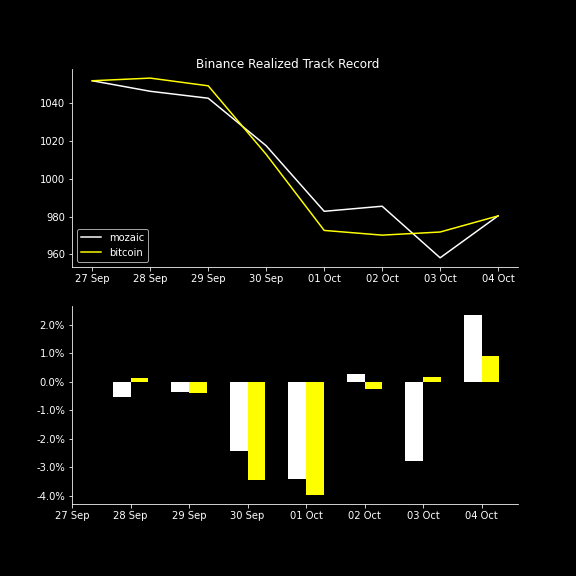 Binance Realized Track Record
1040
1020
1000
980
960
mozaic
bitcoin
27 Sep 28 Sep 29 Sep 30 Sep 01 Oct 02 Oct 03 Oct 04 Oct
2.0%
1.0%
0.0%
-1.0%
-2.0%
-3.0%
-4.0%
27 Sep 28 Sep 29 Sep 30 Sep 01 Oct 02 Oct 03 Oct 04 Oct